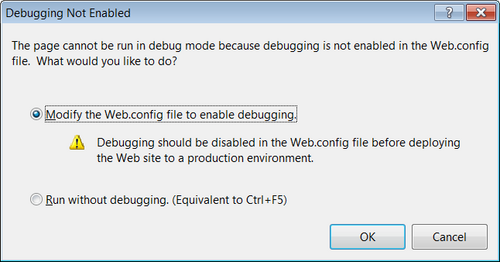 Debugging Not Enabled
The page cannot be run in debug mode because debugging is not enabled in the Web.config
file.  What would you like to do?
Modify the Web.config file to enable debugging.
Debugging should be disabled in the Web.config file before deploying
the Web site to a production environment.
Run without debugging. (Equivalent to Ctrl+F5)
OK
Cancel